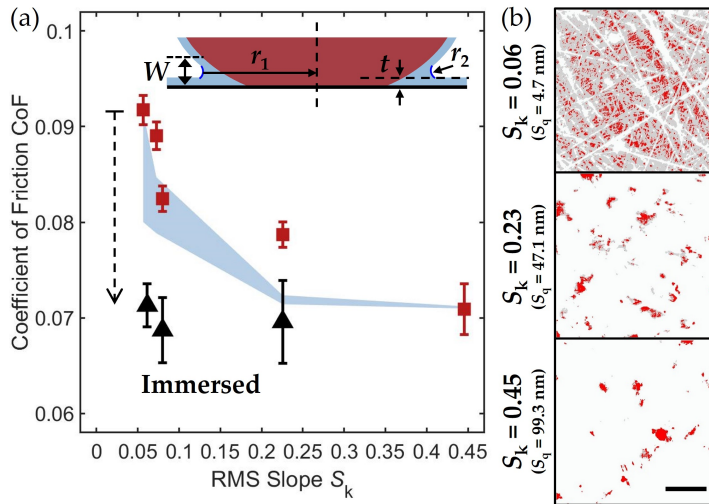 (a)
0.1
0.09
0.08
0.07
0.06
Coefficient of Friction CoF
W
r1
t
r2
Immersed
0 0.05 0.1 0.15 0.2 0.25 0.3 0.35 0.4 0.45
RMS Slope Sk
(b)
Sk = 0.06
(Sq = 4.7 nm)
Sk = 0.23
(Sq = 47.1 nm)
Sk = 0.45
(Sq = 99.3 nm)